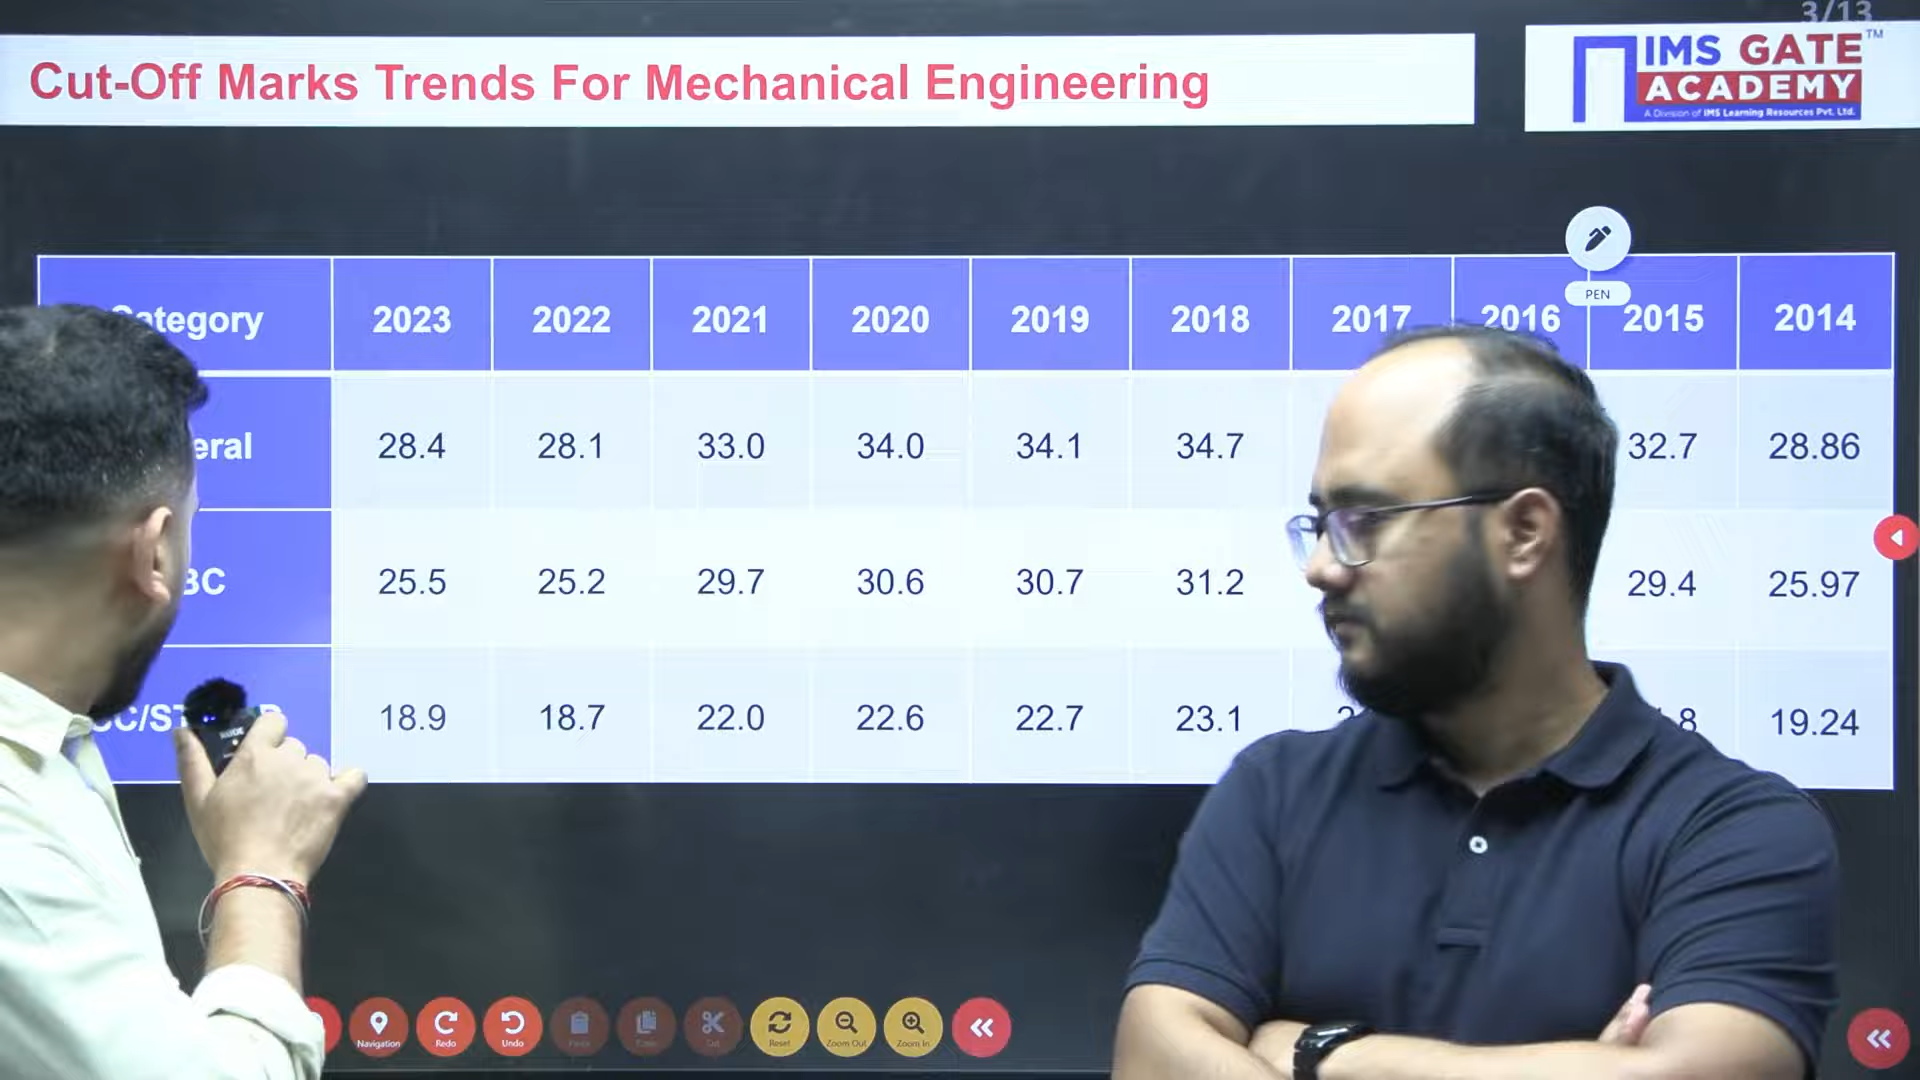 3/13
Cut-Off Marks Trends For Mechanical Engineering
IMS GATE ACADEMY TM
A Division of IMS Learning Resources Pvt. Ltd.
PEN
2023 2022 2021 2020 2019 2018 2017 2016 2015 2014
28.4 28.1 33.0 34.0 34.1 34.7 32.7 28.86
25.5 25.2 29.7 30.6 30.7 31.2 29.4 25.97
18.9 18.7 22.0 22.6 22.7 23.1 19.24
Navigation Redo Undo Reset Zoom Out Zoom In